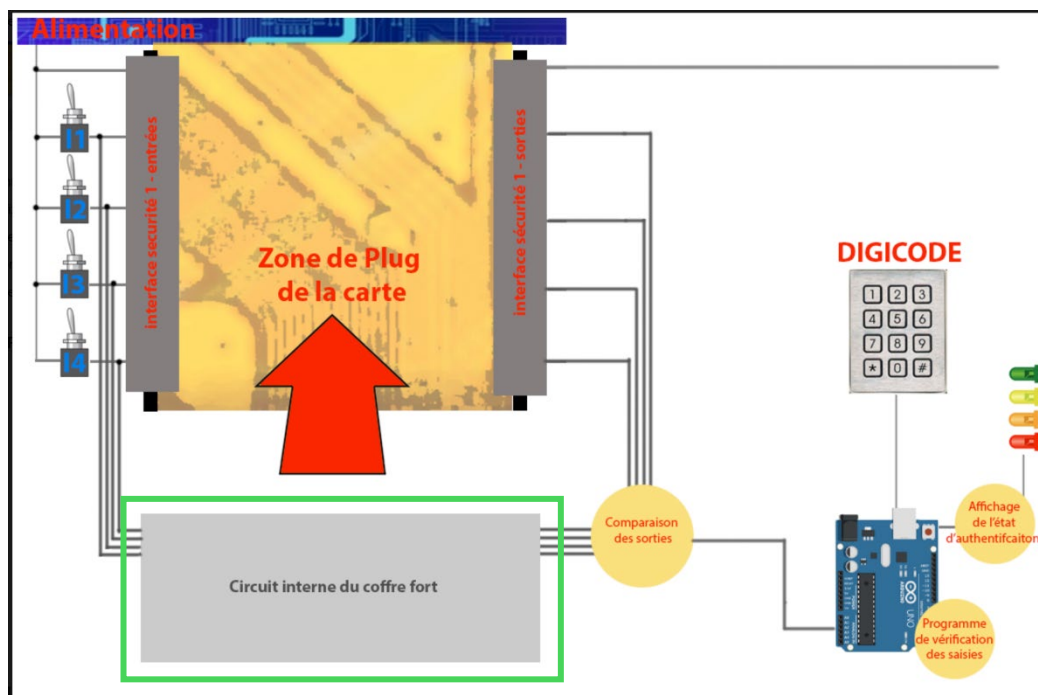 Alimentation
I1
I2
I3
I4
interface securité 1 - entrées
interface sécurité 1 - sorties
Zone de Plug
de la carte
DIGICODE
1 2 3
4 5 6
7 8 9
* 0 #
Circuit interne du coffre fort
Comparaison
des sorties
Affichage
de l'état
d'authentifcaiton
UNO
Programme
de vérification
des saisies